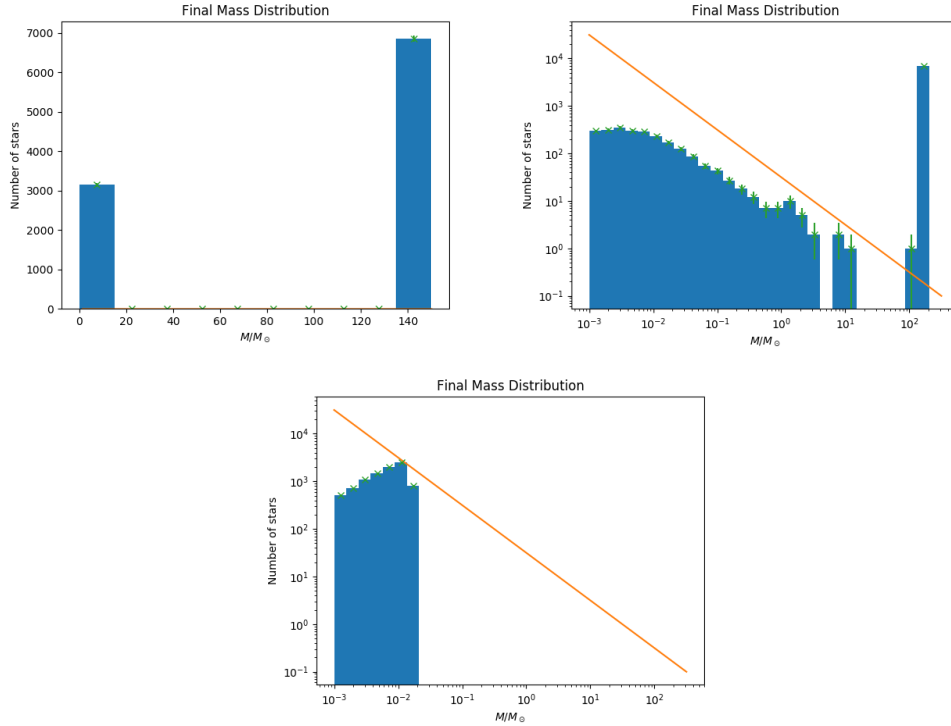 Final Mass Distribution
Number of stars
7000
6000
5000
4000
3000
2000
1000
0
0 20 40 60 80 100 120 140
M/M⊙
Final Mass Distribution
Number of stars
10⁴
10³
10²
10¹
10⁰
10⁻¹
10⁻³ 10⁻² 10⁻¹ 10⁰ 10¹ 10²
M/M⊙
Final Mass Distribution
Number of stars
10⁴
10³
10²
10¹
10⁰
10⁻¹
10⁻³ 10⁻² 10⁻¹ 10⁰ 10¹ 10²
M/M⊙